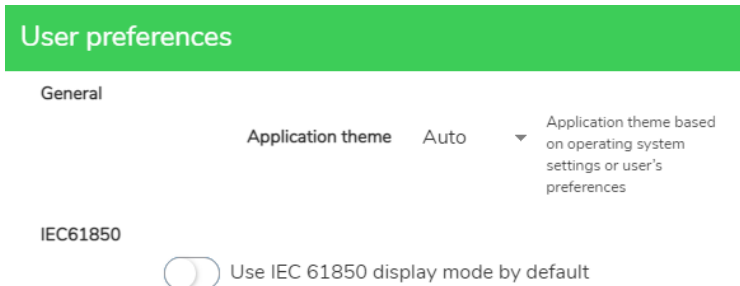 User preferences
General
Application theme Auto Application theme based
on operating system
settings or user's
preferences
IEC61850
Use IEC 61850 display mode by default